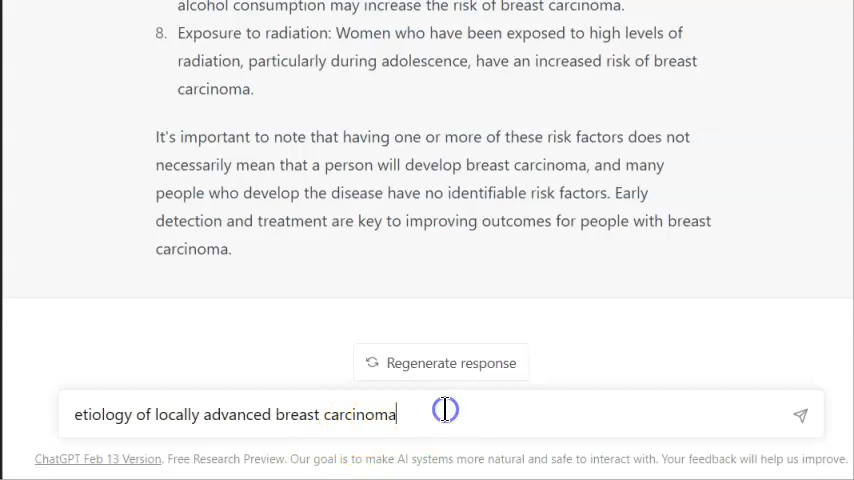 alcohol consumption may increase the risk of breast carcinoma.
8. Exposure to radiation: Women who have been exposed to high levels of
radiation, particularly during adolescence, have an increased risk of breast
carcinoma.
It's important to note that having one or more of these risk factors does not
necessarily mean that a person will develop breast carcinoma, and many
people who develop the disease have no identifiable risk factors. Early
detection and treatment are key to improving outcomes for people with breast
carcinoma.
Regenerate response
etiology of locally advanced breast carcinoma
ChatGPT Feb 13 Version. Free Research Preview. Our goal is to make AI systems more natural and safe to interact with. Your feedback will help us improve.